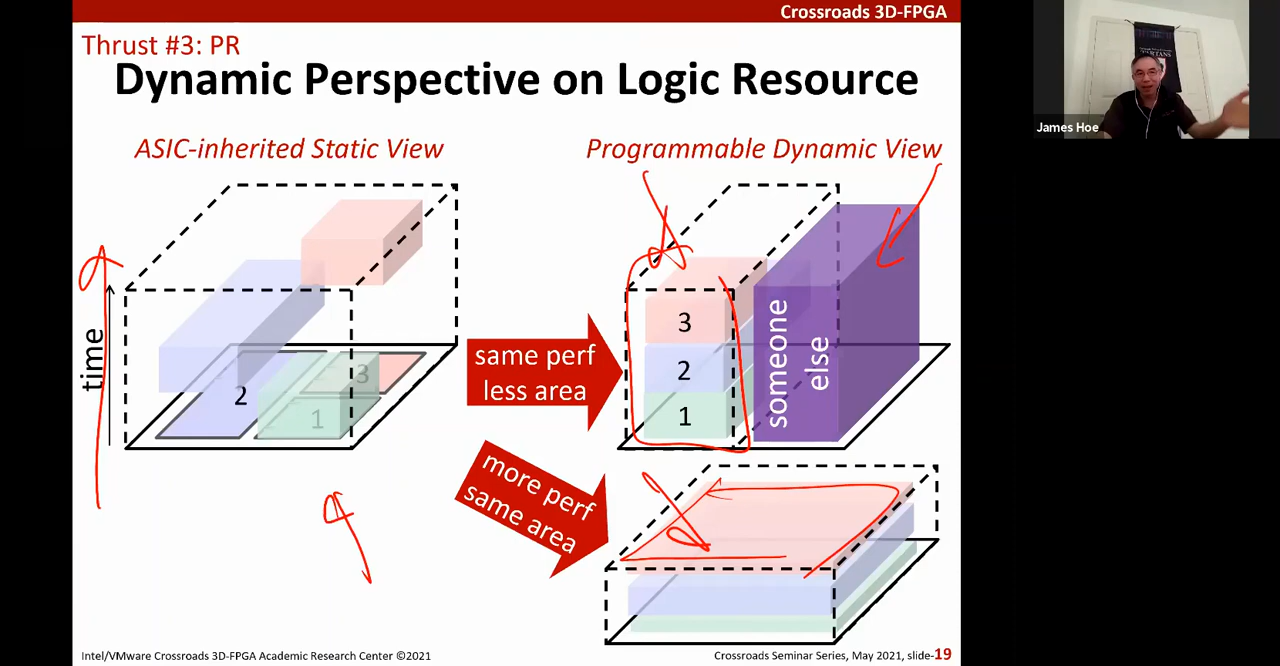 Crossroads 3D-FPGA
Thrust #3: PR
Dynamic Perspective on Logic Resource
ASIC-inherited Static View
Programmable Dynamic View
time
2
1
3
same perf
less area
3
2
1
someone
else
more perf
same area
Intel/VMware Crossroads 3D-FPGA Academic Research Center ©2021
Crossroads Seminar Series, May 2021, slide-19
James Hoe